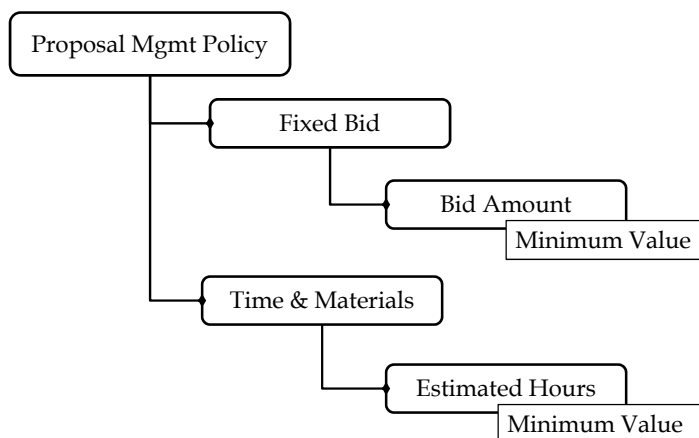 Proposal Mgmt Policy
Fixed Bid
Bid Amount
Minimum Value
Time & Materials
Estimated Hours
Minimum Value